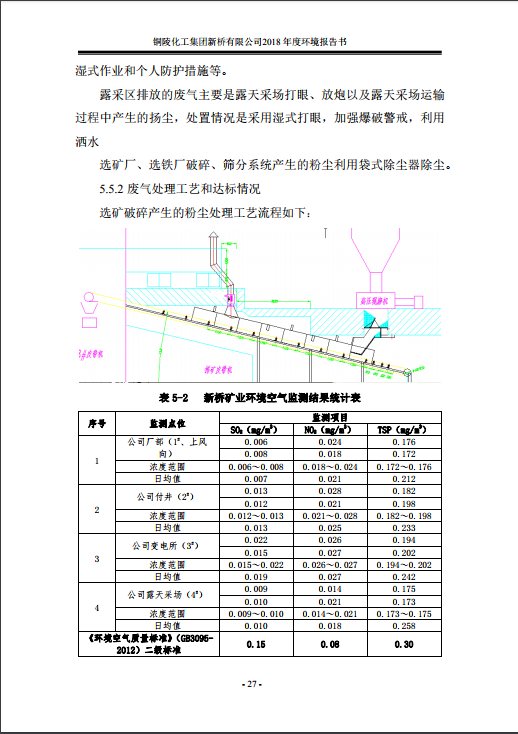 铜陵化工集团新桥有限公司2018 年度环境报告书
湿式作业和个人防护措施等。
露采区排放的废气主要是露天采场打眼、放炮以及露天采场运输
过程中产生的扬尘，处置情况是采用湿式打眼，加强爆破警戒，利用
洒水
选矿厂、选铁厂破碎、筛分系统产生的粉尘利用袋式除尘器除尘。
5.5.2 废气处理工艺和达标情况
选矿破碎产生的粉尘处理工艺流程如下：
高压辊磨机
表 5-2 新桥矿业环境空气监测结果统计表
序号 监测点位 监测项目
SO₂（mg/m³） NO₂（mg/m³） TSP（mg/m³）
1 公司厂部（1#、上风向） 0.006 0.024 0.176
0.008 0.018 0.172
浓度范围 0.006～0.008 0.018～0.024 0.172～0.176
日均值 0.007 0.021 0.212
2 公司付井（2#） 0.013 0.028 0.182
0.012 0.021 0.198
浓度范围 0.012～0.013 0.021～0.028 0.182～0.198
日均值 0.013 0.025 0.233
3 公司变电所（3#） 0.022 0.026 0.194
0.015 0.027 0.202
浓度范围 0.015～0.022 0.026～0.027 0.194～0.202
日均值 0.019 0.027 0.242
4 公司露天采场（4#） 0.009 0.014 0.175
0.010 0.021 0.173
浓度范围 0.009～0.010 0.014～0.021 0.173～0.175
日均值 0.010 0.018 0.258
《环境空气质量标准》（GB3095-2012）二级标准 0.15 0.08 0.30
- 27 -